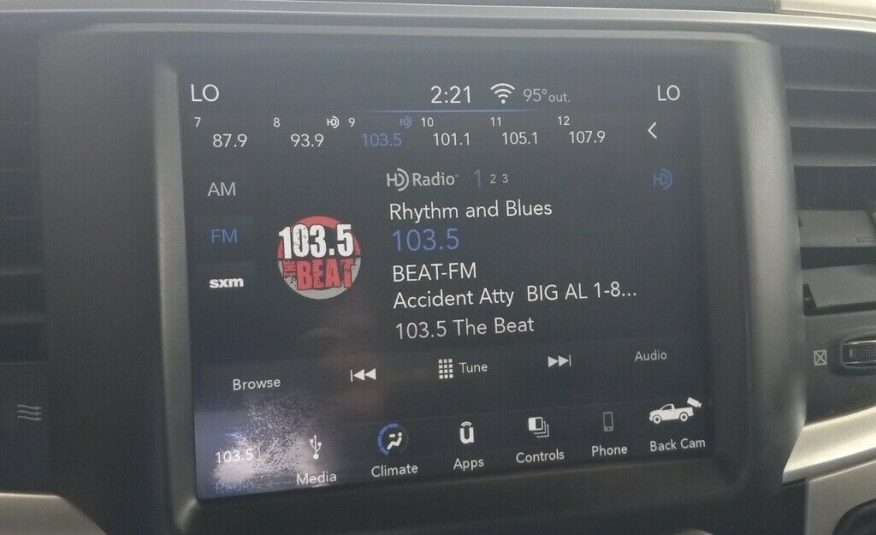 LO 2:21 95° out. LO
7 8 HD 9 HD 10 11 12
87.9 93.9 103.5 101.1 105.1 107.9
AM HD Radio 1 2 3 HD
Rhythm and Blues
FM 103.5 THE BEAT 103.5
sxm BEAT-FM
Accident Atty BIG AL 1-8...
103.5 The Beat
Browse Tune Audio
103.5 Media Climate Apps Controls Phone Back Cam